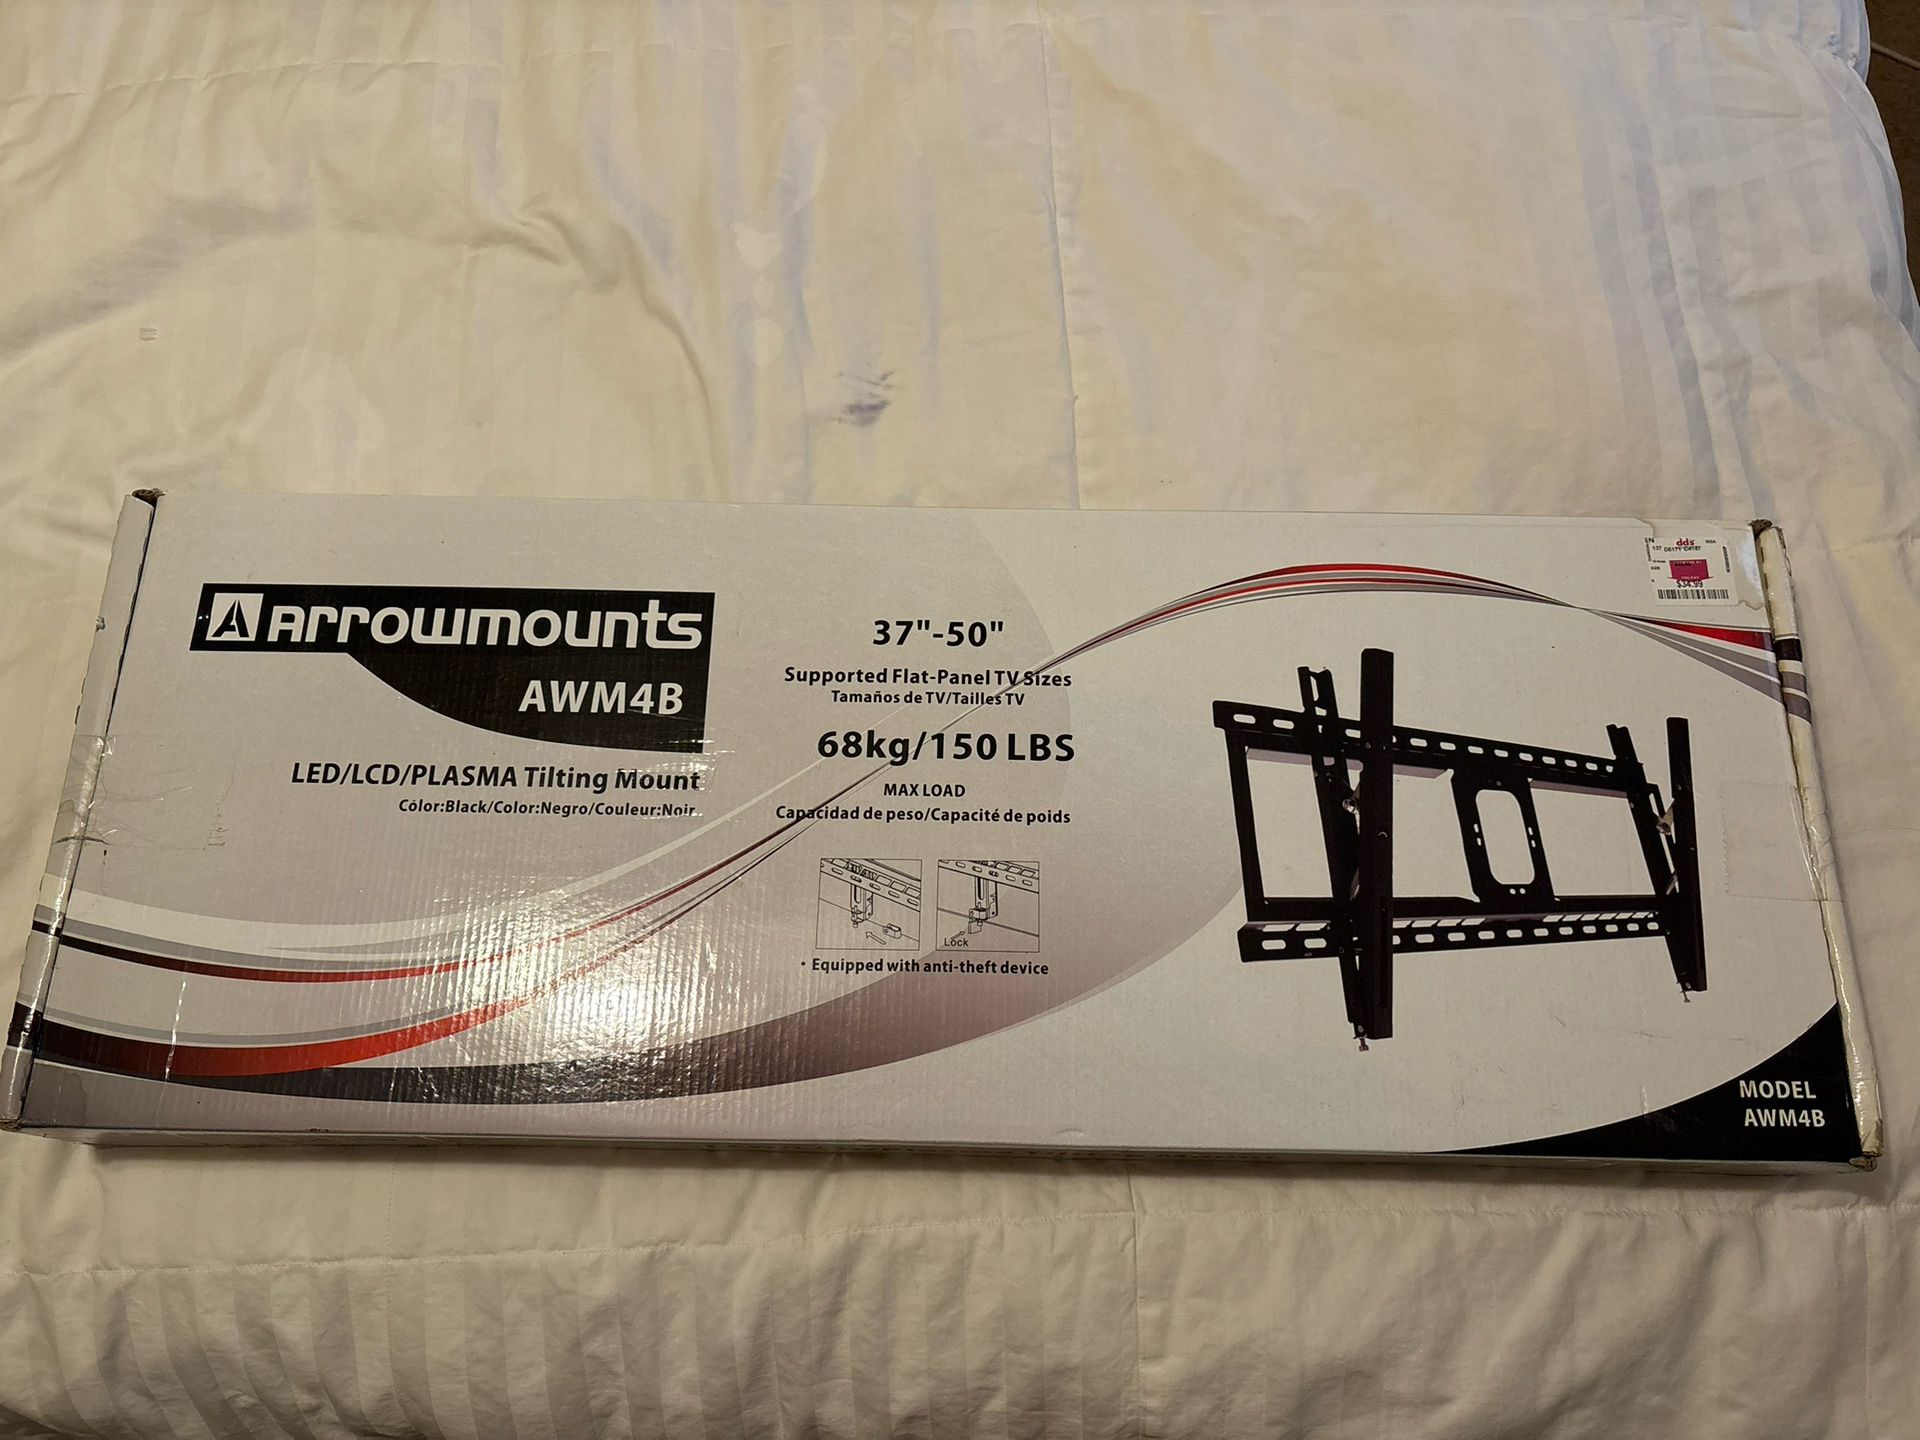 Arrowmounts
AWM4B
LED/LCD/PLASMA Tilting Mount
Color:Black/Color:Negro/Couleur:Noir
37"-50"
Supported Flat-Panel TV Sizes
Tamaños de TV/Tailles TV
68kg/150 LBS
MAX LOAD
Capacidad de peso/Capacité de poids
Lock
• Equipped with anti-theft device
dds
$34.99
MODEL
AWM4B